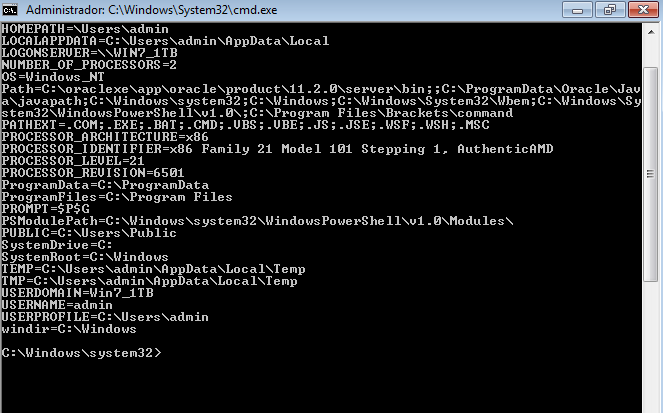 Administrador: C:\Windows\System32\cmd.exe
HOMEPATH=\Users\admin
LOCALAPPDATA=C:\Users\admin\AppData\Local
LOGONSERVER=\\WIN7_1TB
NUMBER_OF_PROCESSORS=2
OS=Windows_NT
Path=C:\oraclexe\app\oracle\product\11.2.0\server\bin;;C:\ProgramData\Oracle\Jav
a\javapath;C:\Windows\system32;C:\Windows;C:\Windows\System32\Wbem;C:\Windows\Sy
stem32\WindowsPowerShell\v1.0\;C:\Program Files\Brackets\command
PATHEXT=.COM;.EXE;.BAT;.CMD;.VBS;.VBE;.JS;.JSE;.WSF;.WSH;.MSC
PROCESSOR_ARCHITECTURE=x86
PROCESSOR_IDENTIFIER=x86 Family 21 Model 101 Stepping 1, AuthenticAMD
PROCESSOR_LEVEL=21
PROCESSOR_REVISION=6501
ProgramData=C:\ProgramData
ProgramFiles=C:\Program Files
PROMPT=$P$G
PSModulePath=C:\Windows\system32\WindowsPowerShell\v1.0\Modules\
PUBLIC=C:\Users\Public
SystemDrive=C:
SystemRoot=C:\Windows
TEMP=C:\Users\admin\AppData\Local\Temp
TMP=C:\Users\admin\AppData\Local\Temp
USERDOMAIN=Win7_1TB
USERNAME=admin
USERPROFILE=C:\Users\admin
windir=C:\Windows
C:\Windows\system32>